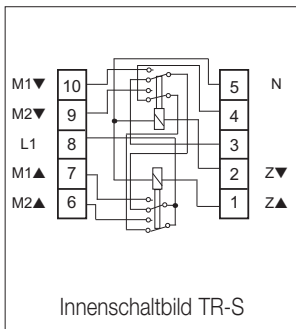 M1▼ 10 5 N
M2▼ 9 4
L1 8 3
M1▲ 7 2 Z▼
M2▲ 6 1 Z▲
Innenschaltbild TR-S